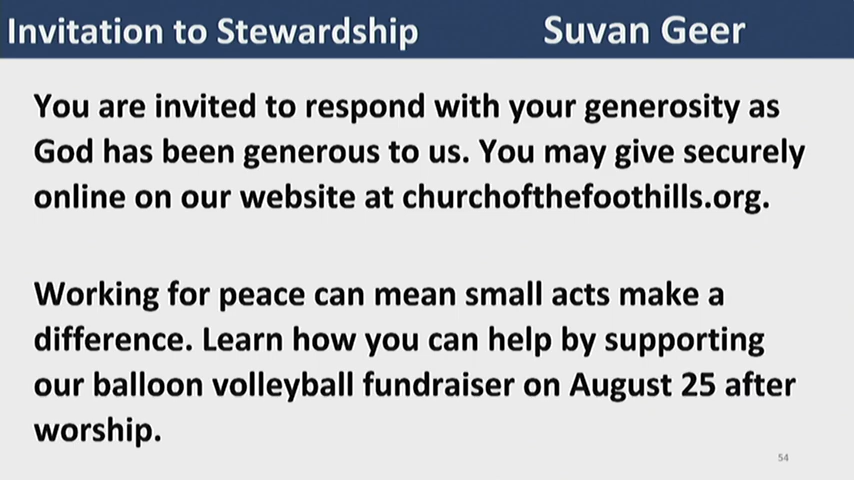 Invitation to Stewardship Suvan Geer
You are invited to respond with your generosity as
God has been generous to us. You may give securely
online on our website at churchofthefoothills.org.
Working for peace can mean small acts make a
difference. Learn how you can help by supporting
our balloon volleyball fundraiser on August 25 after
worship.
54